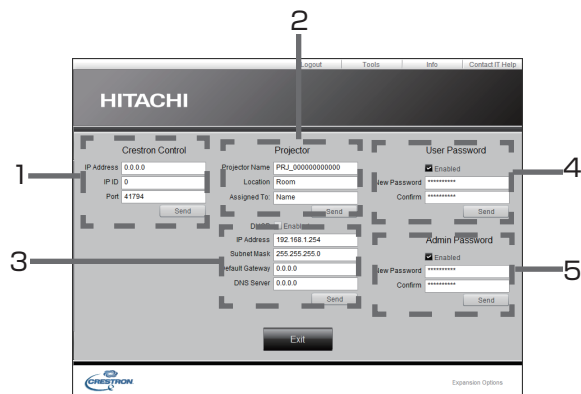 2
Logout Tools Info Contact IT Help
HITACHI
1
Crestron Control
IP Address 0.0.0.0
IP ID 0
Port 41794
Send
Projector
Projector Name PRJ_000000000000
Location Room
Assigned To: Name
Send
3
Enabled
IP Address 192.168.1.254
Subnet Mask 255.255.255.0
Default Gateway 0.0.0.0
DNS Server 0.0.0.0
Send
4
User Password
Enabled
New Password **********
Confirm **********
Send
5
Admin Password
Enabled
New Password **********
Confirm **********
Send
Exit
CRESTRON
Expansion Options